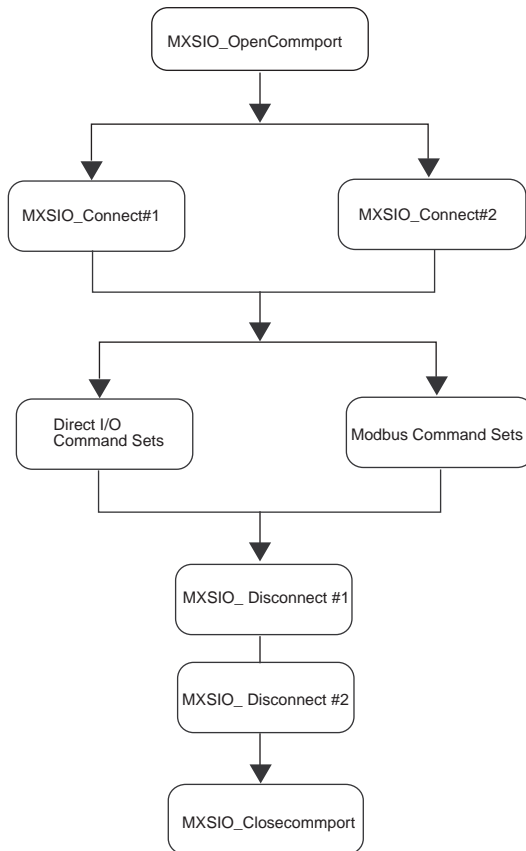 MXSIO_OpenCommport
MXSIO_Connect#1
MXSIO_Connect#2
Direct I/O
Command Sets
Modbus Command Sets
MXSIO_ Disconnect #1
MXSIO_ Disconnect #2
MXSIO_Closecommport